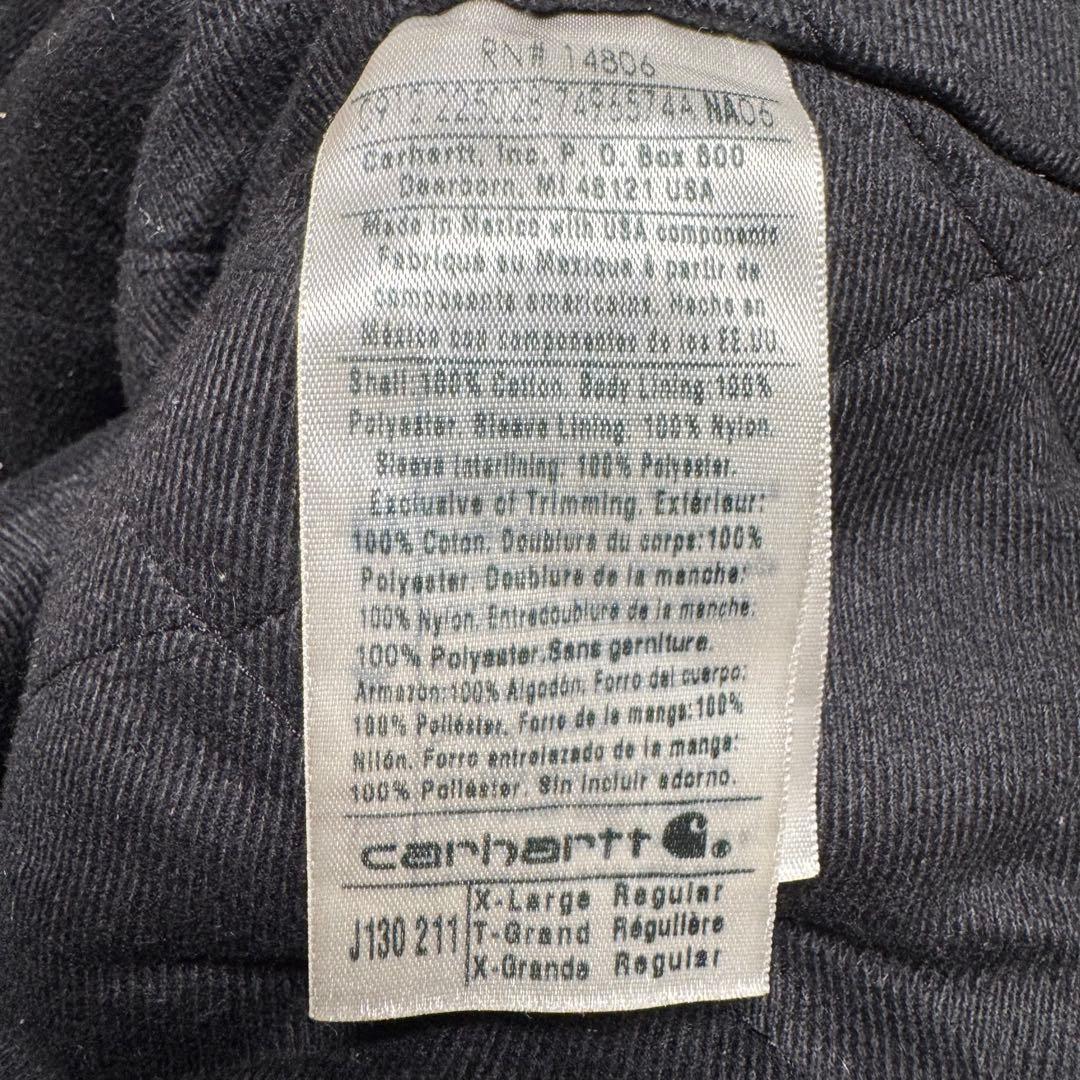 RN# 14806
7496574A NA06
Carhartt, Inc. P. O. Box 600
Dearborn, MI 48121 USA
Made in Mexico with USA components
Fabriqué au Mexique à partir de
composants americains. Hecho en
México con componentes de los EE.UU
Shell: 100% Cotton. Body Lining 100%
Polyester. Sleeve Lining: 100% Nylon.
Sleeve Interlining: 100% Polyester.
Exclusive of Trimming. Extérieur:
100% Coton. Doublure du corps:100%
Polyester. Doublure de la manche:
100% Nylon. Entredoublure de la manche:
100% Polyester.Sans garniture.
Armazon:100% Algodón. Forro del cuerpo:
100% Poliéster. Forro de la manga:100%
Nilón. Forro entrelazado de la manga:
100% Poliéster. Sin incluir adorno.
carhartt ®
J130 211
X-Large Regular
T-Grand Régulière
X-Grande Regular